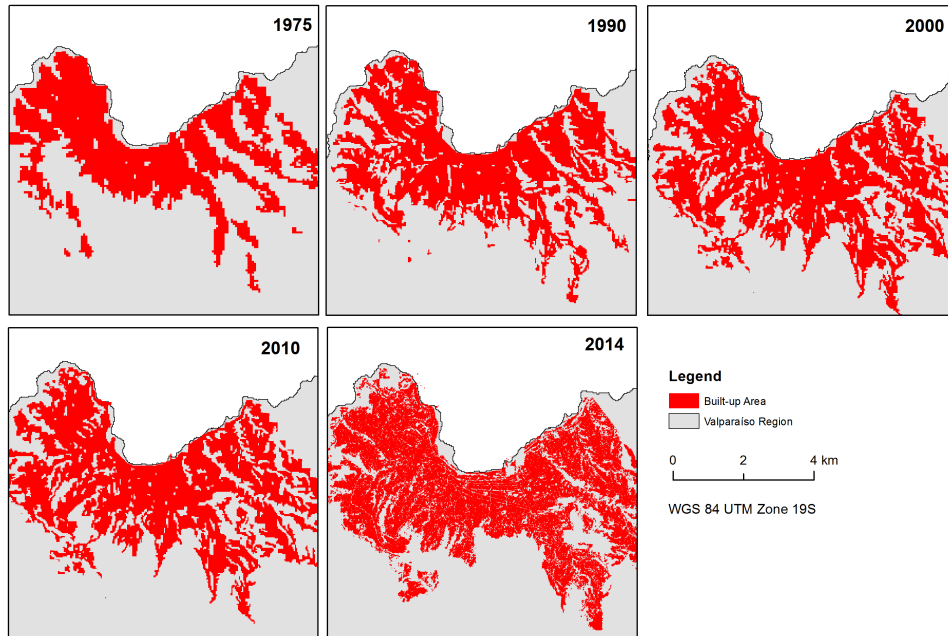 1975
1990
2000
2010
2014
Legend
Built-up Area
Valparaíso Region
0 2 4 km
WGS 84 UTM Zone 19S